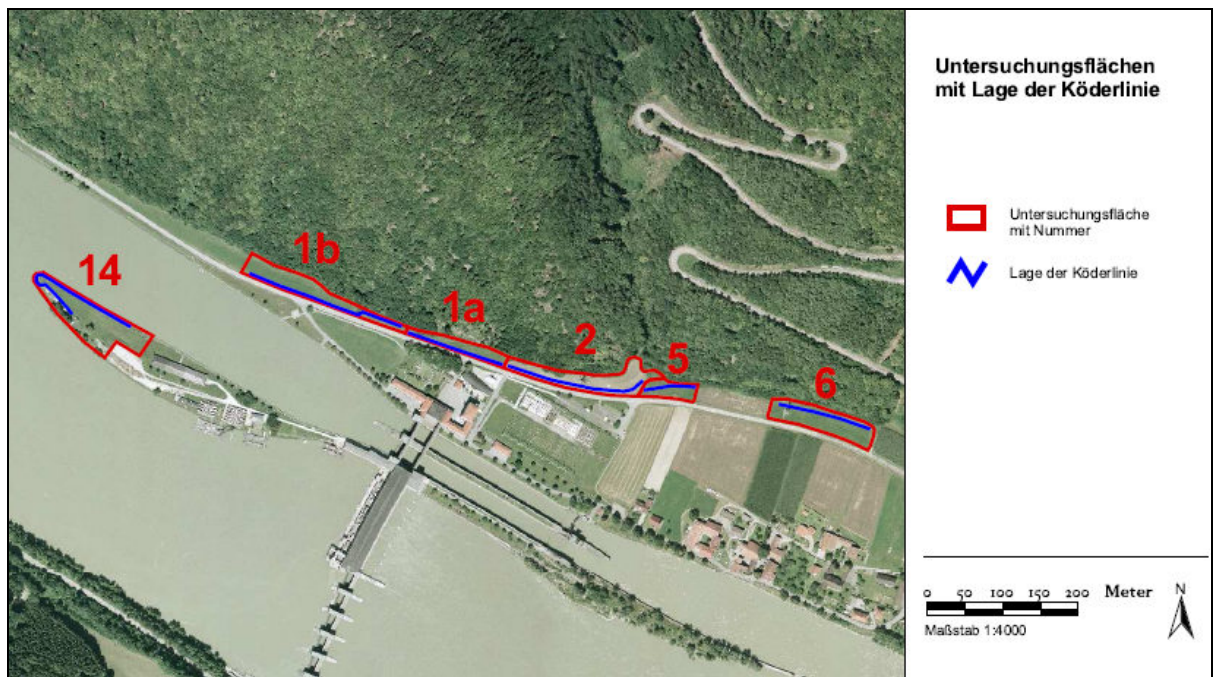 Untersuchungsflächen
mit Lage der Köderlinie
Untersuchungsfläche
mit Nummer
Lage der Köderlinie
14
1b
1a
2
5
6
0 50 100 150 200 Meter
N
Maßstab 1:4000